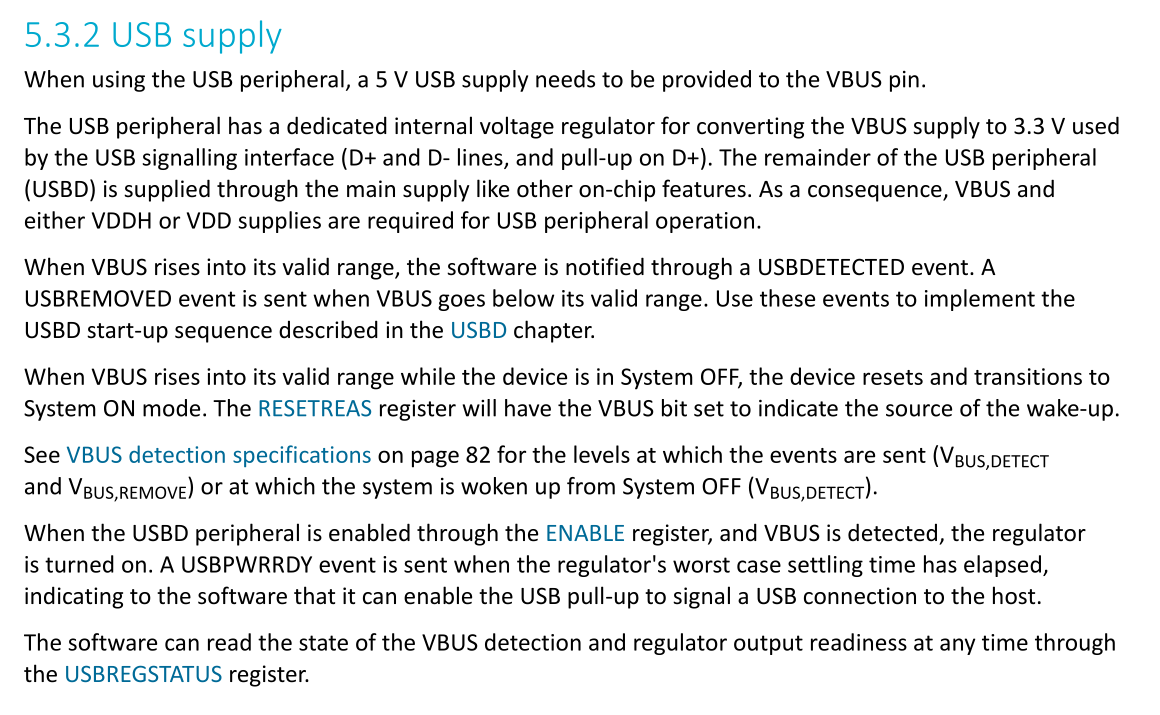 5.3.2 USB supply
When using the USB peripheral, a 5 V USB supply needs to be provided to the VBUS pin.
The USB peripheral has a dedicated internal voltage regulator for converting the VBUS supply to 3.3 V used
by the USB signalling interface (D+ and D- lines, and pull-up on D+). The remainder of the USB peripheral
(USBD) is supplied through the main supply like other on-chip features. As a consequence, VBUS and
either VDDH or VDD supplies are required for USB peripheral operation.
When VBUS rises into its valid range, the software is notified through a USBDETECTED event. A
USBREMOVED event is sent when VBUS goes below its valid range. Use these events to implement the
USBD start-up sequence described in the USBD chapter.
When VBUS rises into its valid range while the device is in System OFF, the device resets and transitions to
System ON mode. The RESETREAS register will have the VBUS bit set to indicate the source of the wake-up.
See VBUS detection specifications on page 82 for the levels at which the events are sent (VBUS,DETECT
and VBUS,REMOVE) or at which the system is woken up from System OFF (VBUS,DETECT).
When the USBD peripheral is enabled through the ENABLE register, and VBUS is detected, the regulator
is turned on. A USBPWRRDY event is sent when the regulator's worst case settling time has elapsed,
indicating to the software that it can enable the USB pull-up to signal a USB connection to the host.
The software can read the state of the VBUS detection and regulator output readiness at any time through
the USBREGSTATUS register.